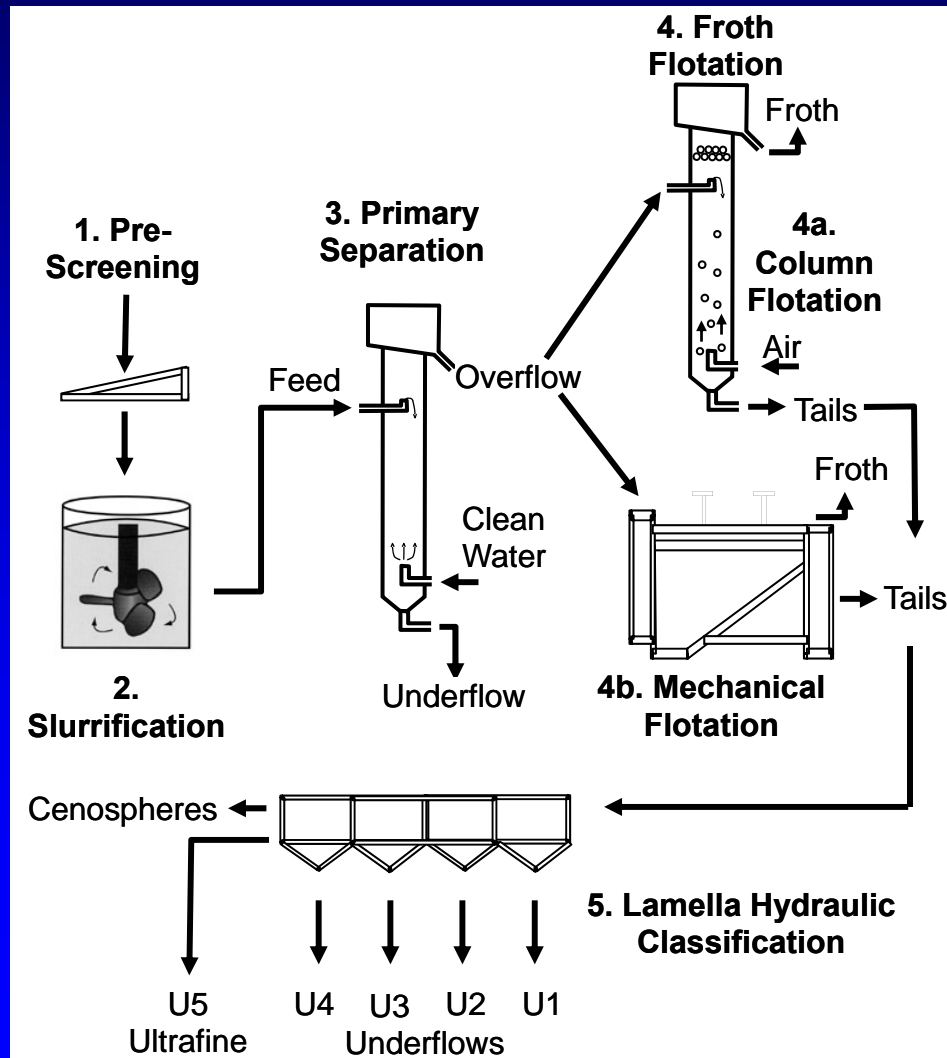 1. Pre-
Screening
2.
Slurrification
Feed
3. Primary
Separation
Overflow
Clean
Water
Underflow
4. Froth
Flotation
Froth
4a.
Column
Flotation
Air
Tails
Froth
Tails
4b. Mechanical
Flotation
Cenospheres
5. Lamella Hydraulic
Classification
U5
Ultrafine
U4
U3
U2
U1
Underflows